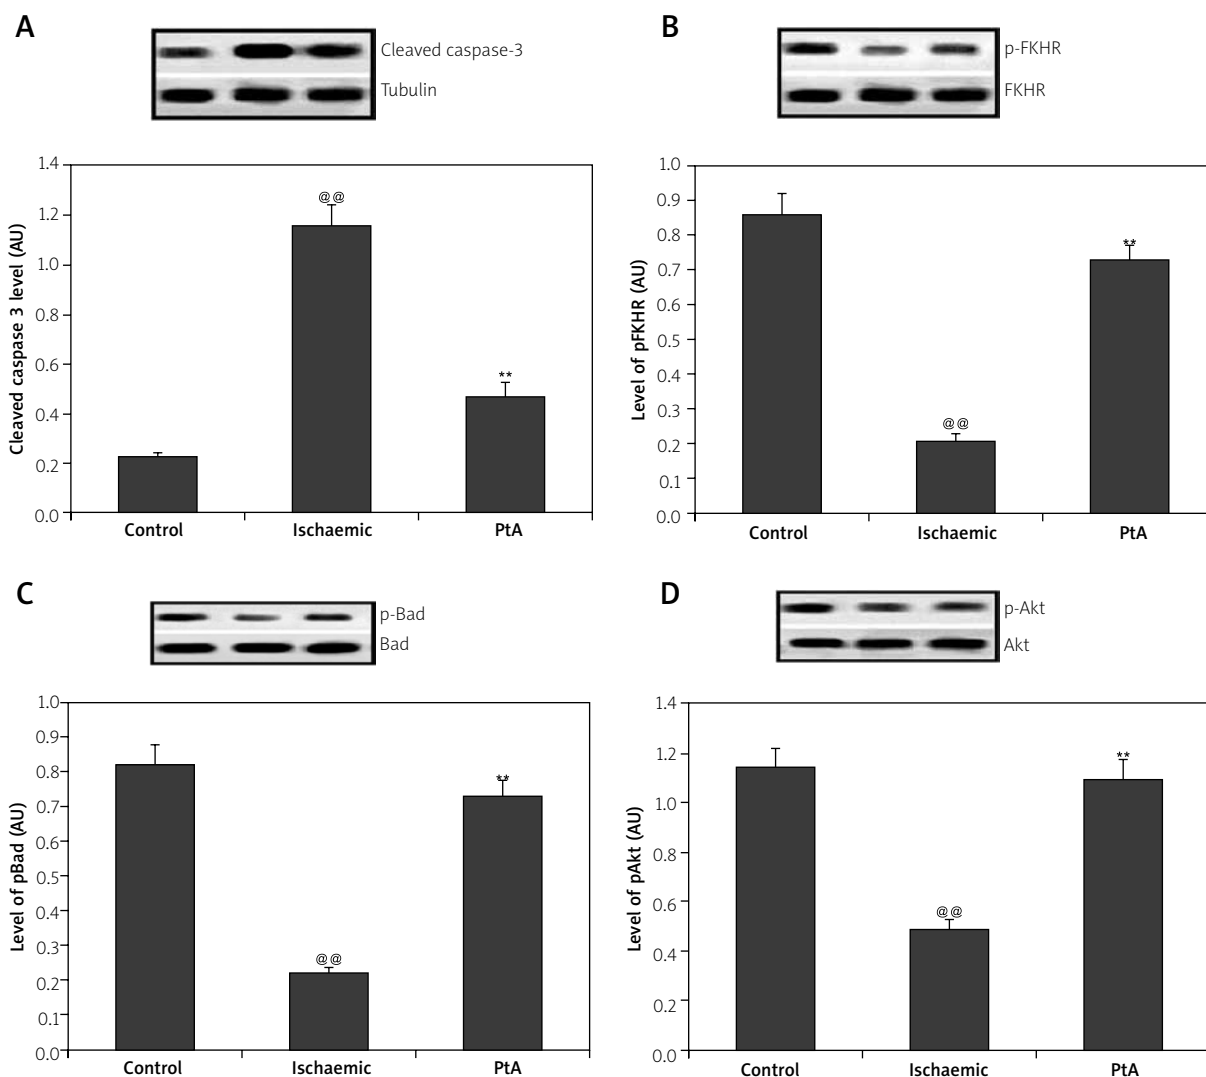 A
Cleaved caspase-3
Tubulin
Cleaved caspase 3 level (AU)
1.4
1.2
1.0
0.8
0.6
0.4
0.2
0.0
@@
**
Control Ischaemic PtA
B
p-FKHR
FKHR
Level of pFKHR (AU)
1.0
0.9
0.8
0.7
0.6
0.5
0.4
0.3
0.2
0.1
0.0
@@
**
Control Ischaemic PtA
C
p-Bad
Bad
Level of pBad (AU)
1.0
0.9
0.8
0.7
0.6
0.5
0.4
0.3
0.2
0.1
0.0
@@
**
Control Ischaemic PtA
D
p-Akt
Akt
Level of pAkt (AU)
1.4
1.2
1.0
0.8
0.6
0.4
0.2
0.0
@@
**
Control Ischaemic PtA